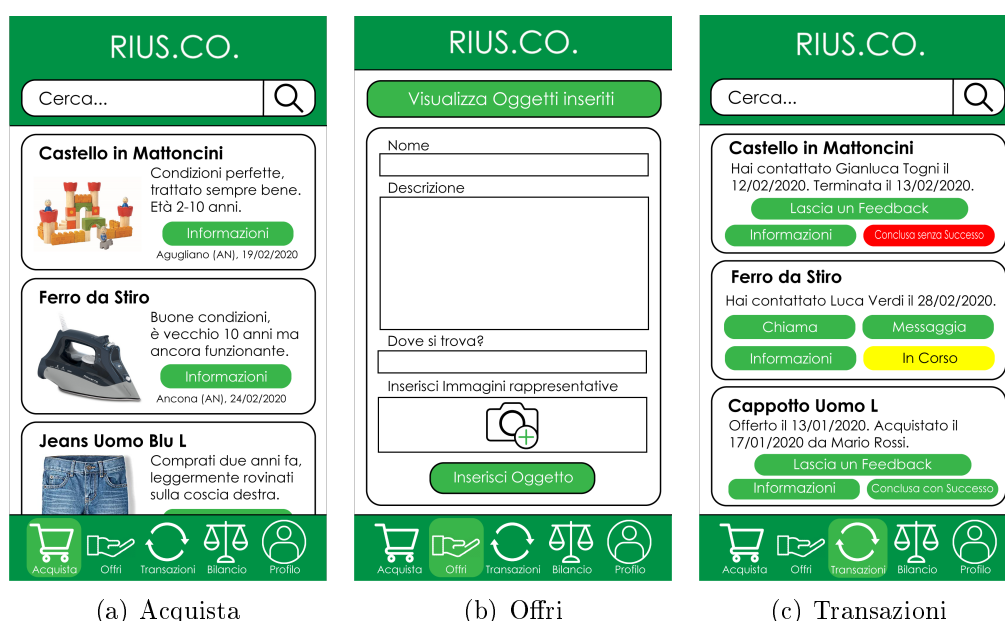 RIUS.CO.
Cerca...
Castello in Mattoncini
Condizioni perfette,
trattato sempre bene.
Età 2-10 anni.
Informazioni
Agugliano (AN), 19/02/2020
Ferro da Stiro
Buone condizioni,
è vecchio 10 anni ma
ancora funzionante.
Informazioni
Ancona (AN), 24/02/2020
Jeans Uomo Blu L
Comprati due anni fa,
leggermente rovinati
sulla coscia destra.
Acquista
Offri
Transazioni
Bilancio
Profilo
(a) Acquista
RIUS.CO.
Visualizza Oggetti inseriti
Nome
Descrizione
Dove si trova?
Inserisci Immagini rappresentative
Inserisci Oggetto
Acquista
Offri
Transazioni
Bilancio
Profilo
(b) Offri
RIUS.CO.
Cerca...
Castello in Mattoncini
Hai contattato Gianluca Togni il
12/02/2020. Terminata il 13/02/2020.
Lascia un Feedback
Informazioni
Conclusa senza Successo
Ferro da Stiro
Hai contattato Luca Verdi il 28/02/2020.
Chiama
Messaggia
Informazioni
In Corso
Cappotto Uomo L
Offerto il 13/01/2020. Acquistato il
17/01/2020 da Mario Rossi.
Lascia un Feedback
Informazioni
Conclusa con Successo
Acquista
Offri
Transazioni
Bilancio
Profilo
(c) Transazioni